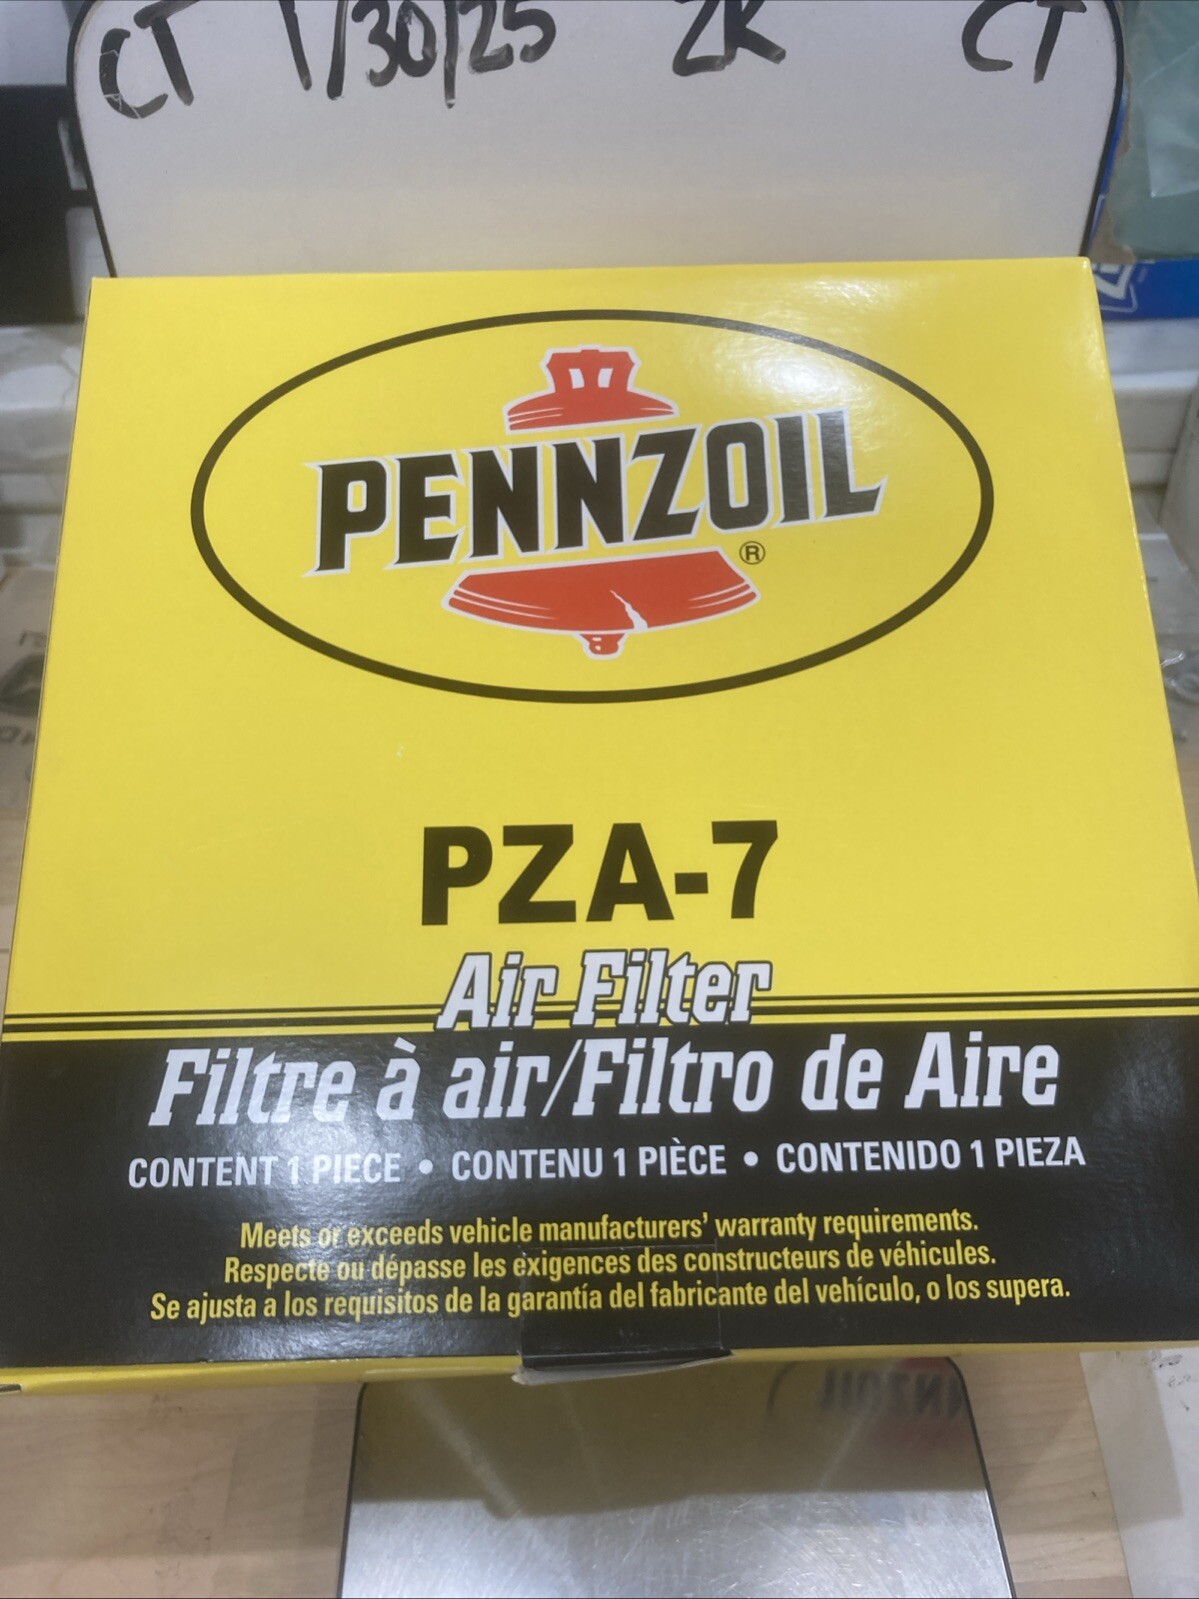 CT 1/30/25 ZK CT
PENNZOIL
®
PZA-7
Air Filter
Filtre à air/Filtro de Aire
CONTENT 1 PIECE • CONTENU 1 PIÈCE • CONTENIDO 1 PIEZA
Meets or exceeds vehicle manufacturers' warranty requirements.
Respecte ou dépasse les exigences des constructeurs de véhicules.
Se ajusta a los requisitos de la garantía del fabricante del vehículo, o los supera.